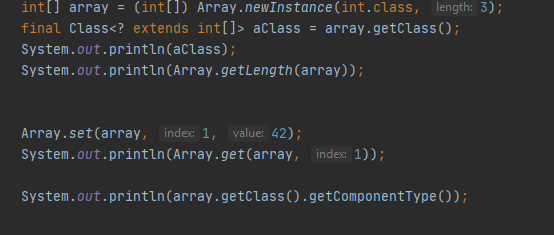 int[] array = (int[]) Array.newInstance(int.class, length: 3);
final Class<? extends int[]> aClass = array.getClass();
System.out.println(aClass);
System.out.println(Array.getLength(array));
Array.set(array, index: 1, value: 42);
System.out.println(Array.get(array, index: 1));
System.out.println(array.getClass().getComponentType());